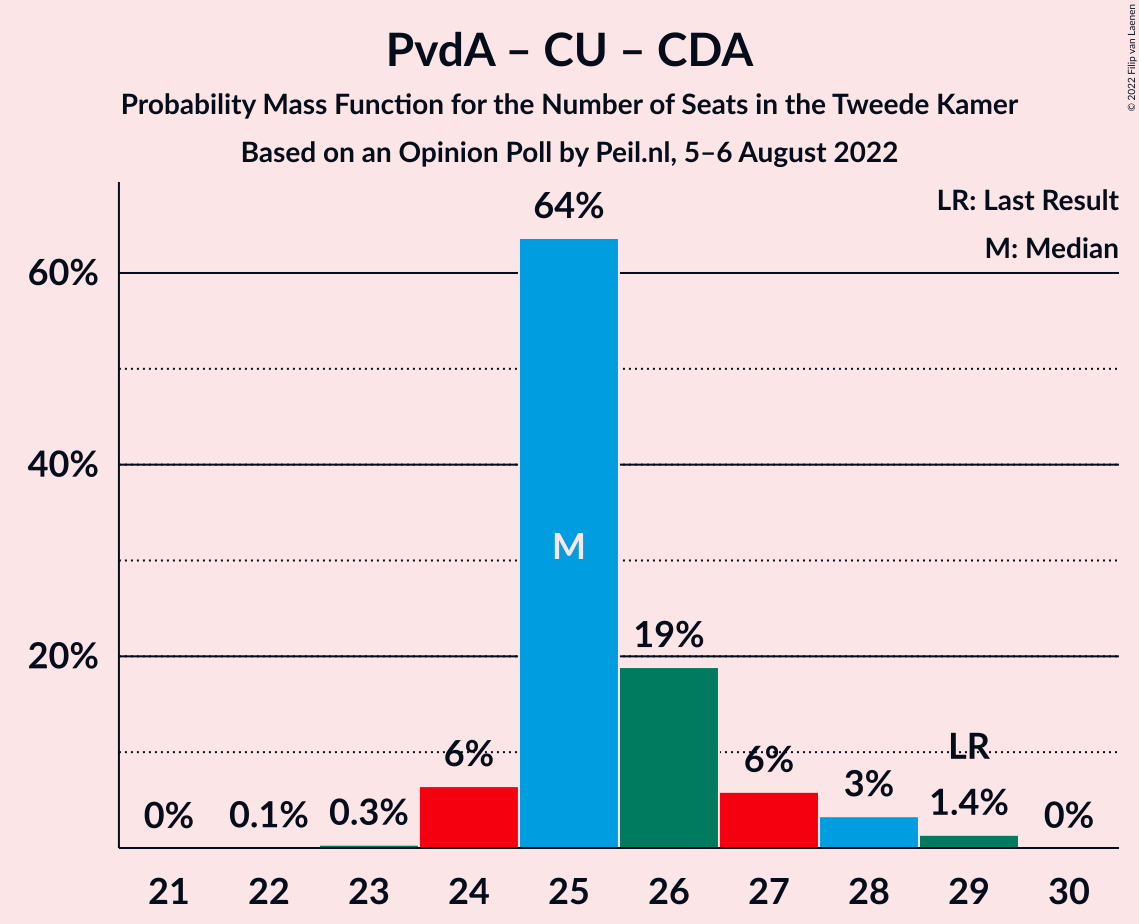 PvdA – CU – CDA
Probability Mass Function for the Number of Seats in the Tweede Kamer
Based on an Opinion Poll by Peil.nl, 5–6 August 2022
© 2022 Filip van Laenen
LR: Last Result
M: Median
60%
40%
20%
0%
0.1%
0.3%
6%
64%
M
19%
6%
3%
LR
1.4%
0%
21 22 23 24 25 26 27 28 29 30